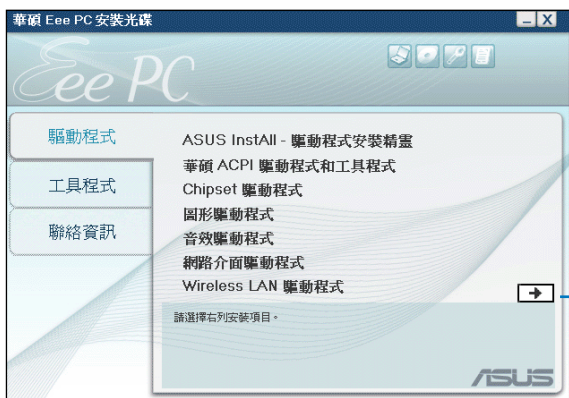 華碩 Eee PC 安裝光碟
Eee PC
驅動程式
工具程式
聯絡資訊
ASUS InstAll - 驅動程式安裝精靈
華碩 ACPI 驅動程式和工具程式
Chipset 驅動程式
圖形驅動程式
音效驅動程式
網路介面驅動程式
Wireless LAN 驅動程式
請選擇右列安裝項目。
ASUS